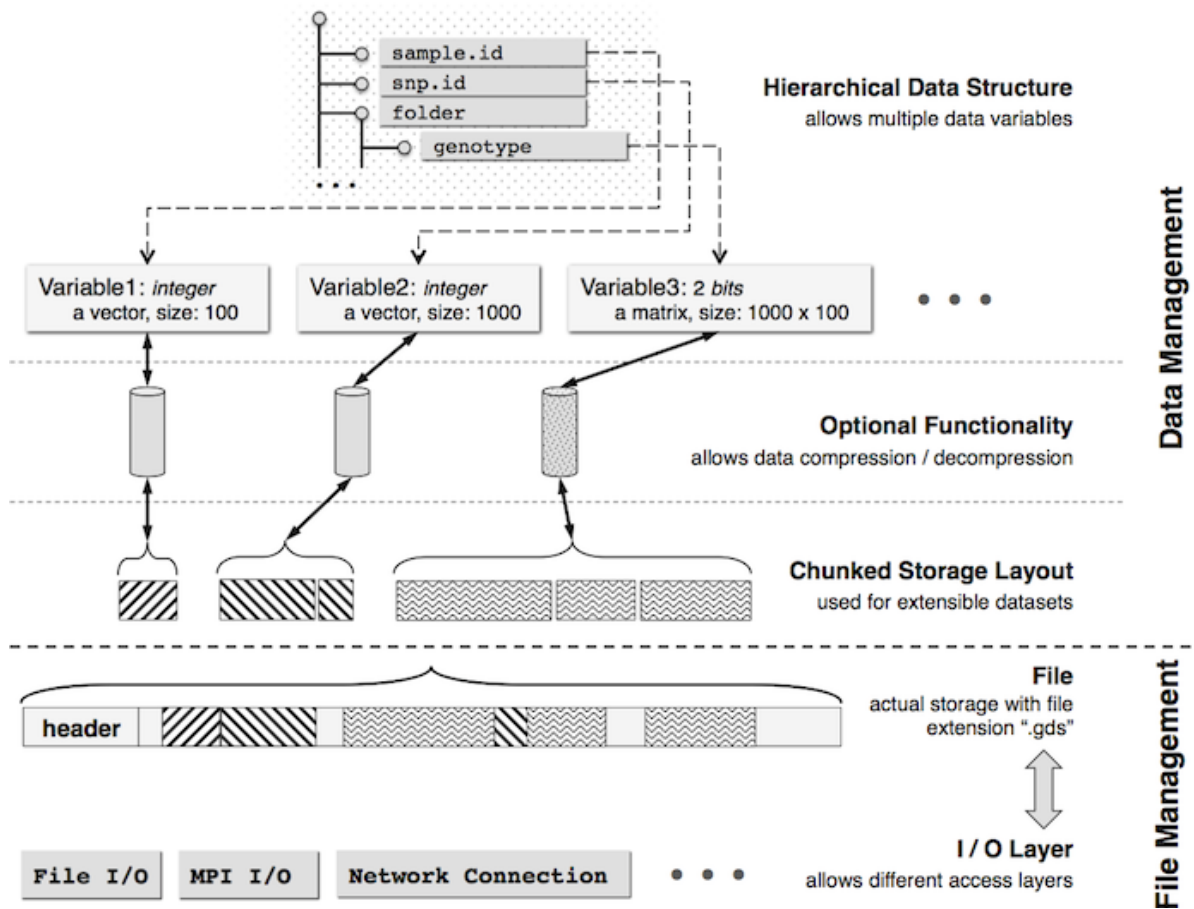 sample.id
snp.id
folder
genotype
• • •
Hierarchical Data Structure
allows multiple data variables
Variable1: integer
a vector, size: 100
Variable2: integer
a vector, size: 1000
Variable3: 2 bits
a matrix, size: 1000 x 100
• • •
Optional Functionality
allows data compression / decompression
Chunked Storage Layout
used for extensible datasets
Data Management
header
File
actual storage with file
extension “.gds”
File I/O
MPI I/O
Network Connection
• • •
I / O Layer
allows different access layers
File Management